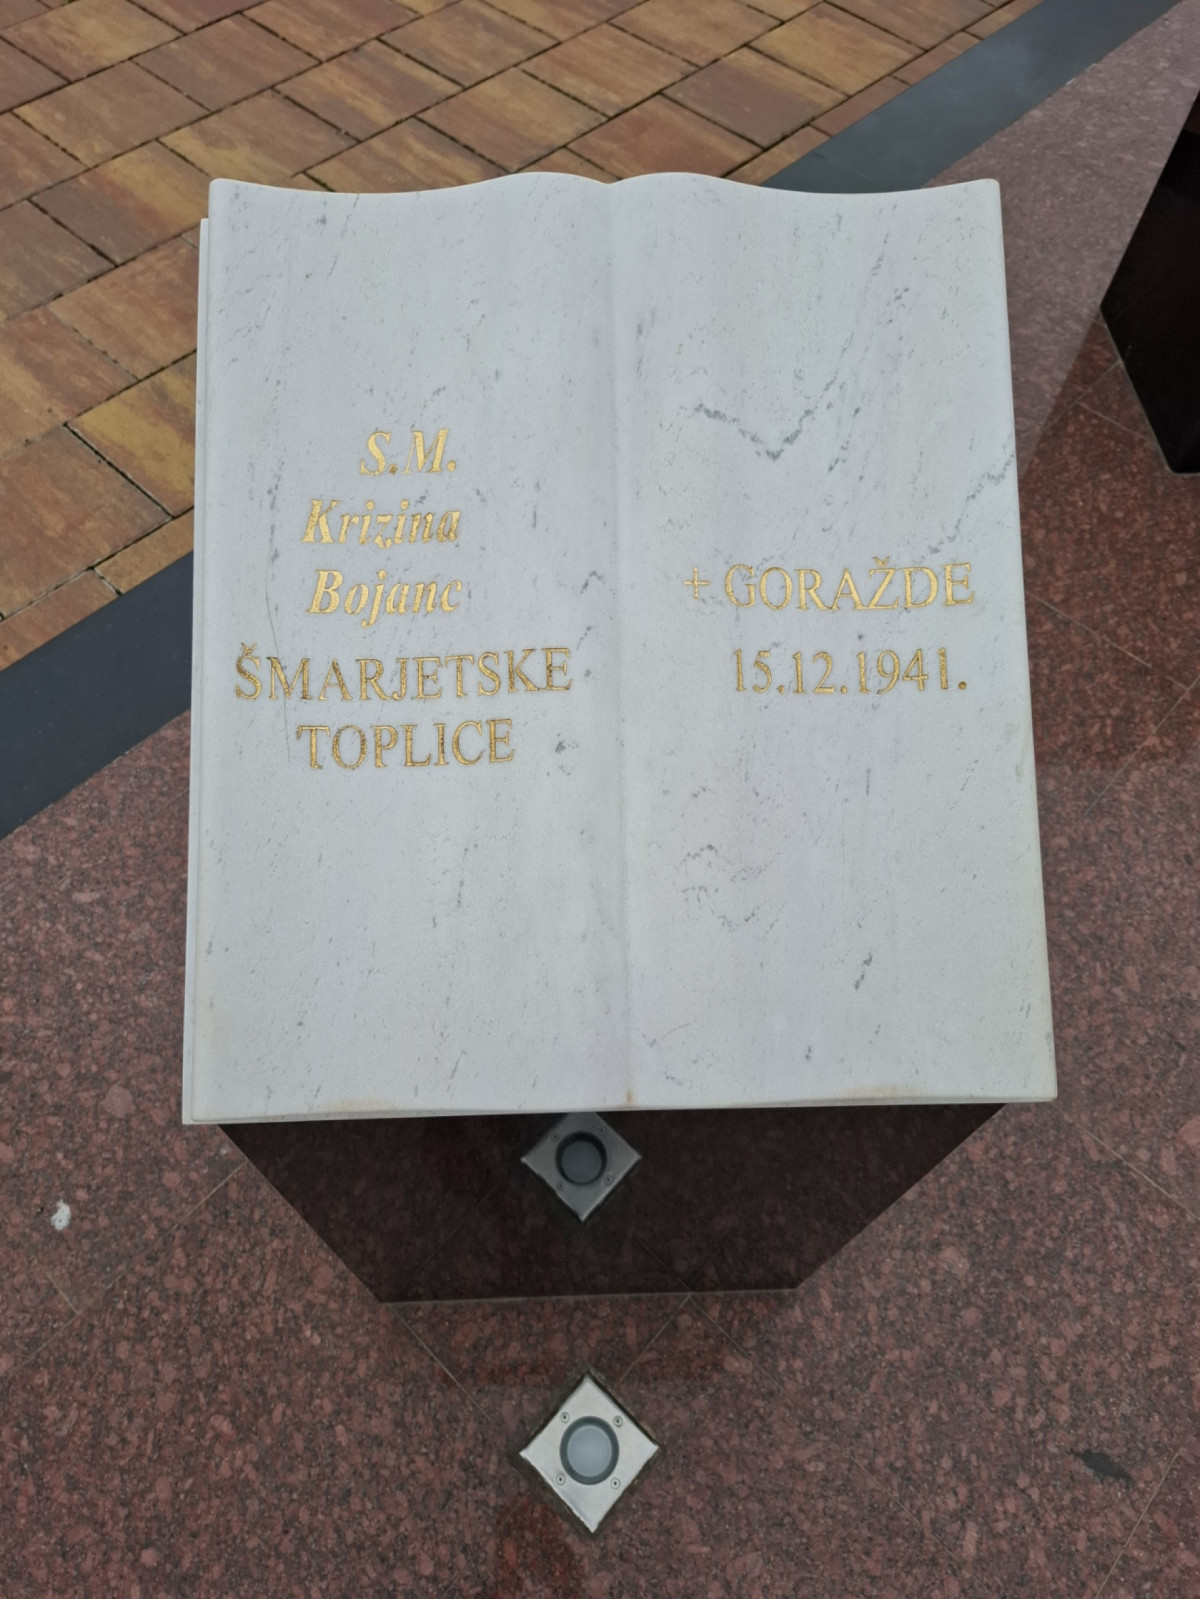 S.M.
Krizina
Bojanc
ŠMARJETSKE
TOPLICE
+ GORAŽDE
15.12.1941.